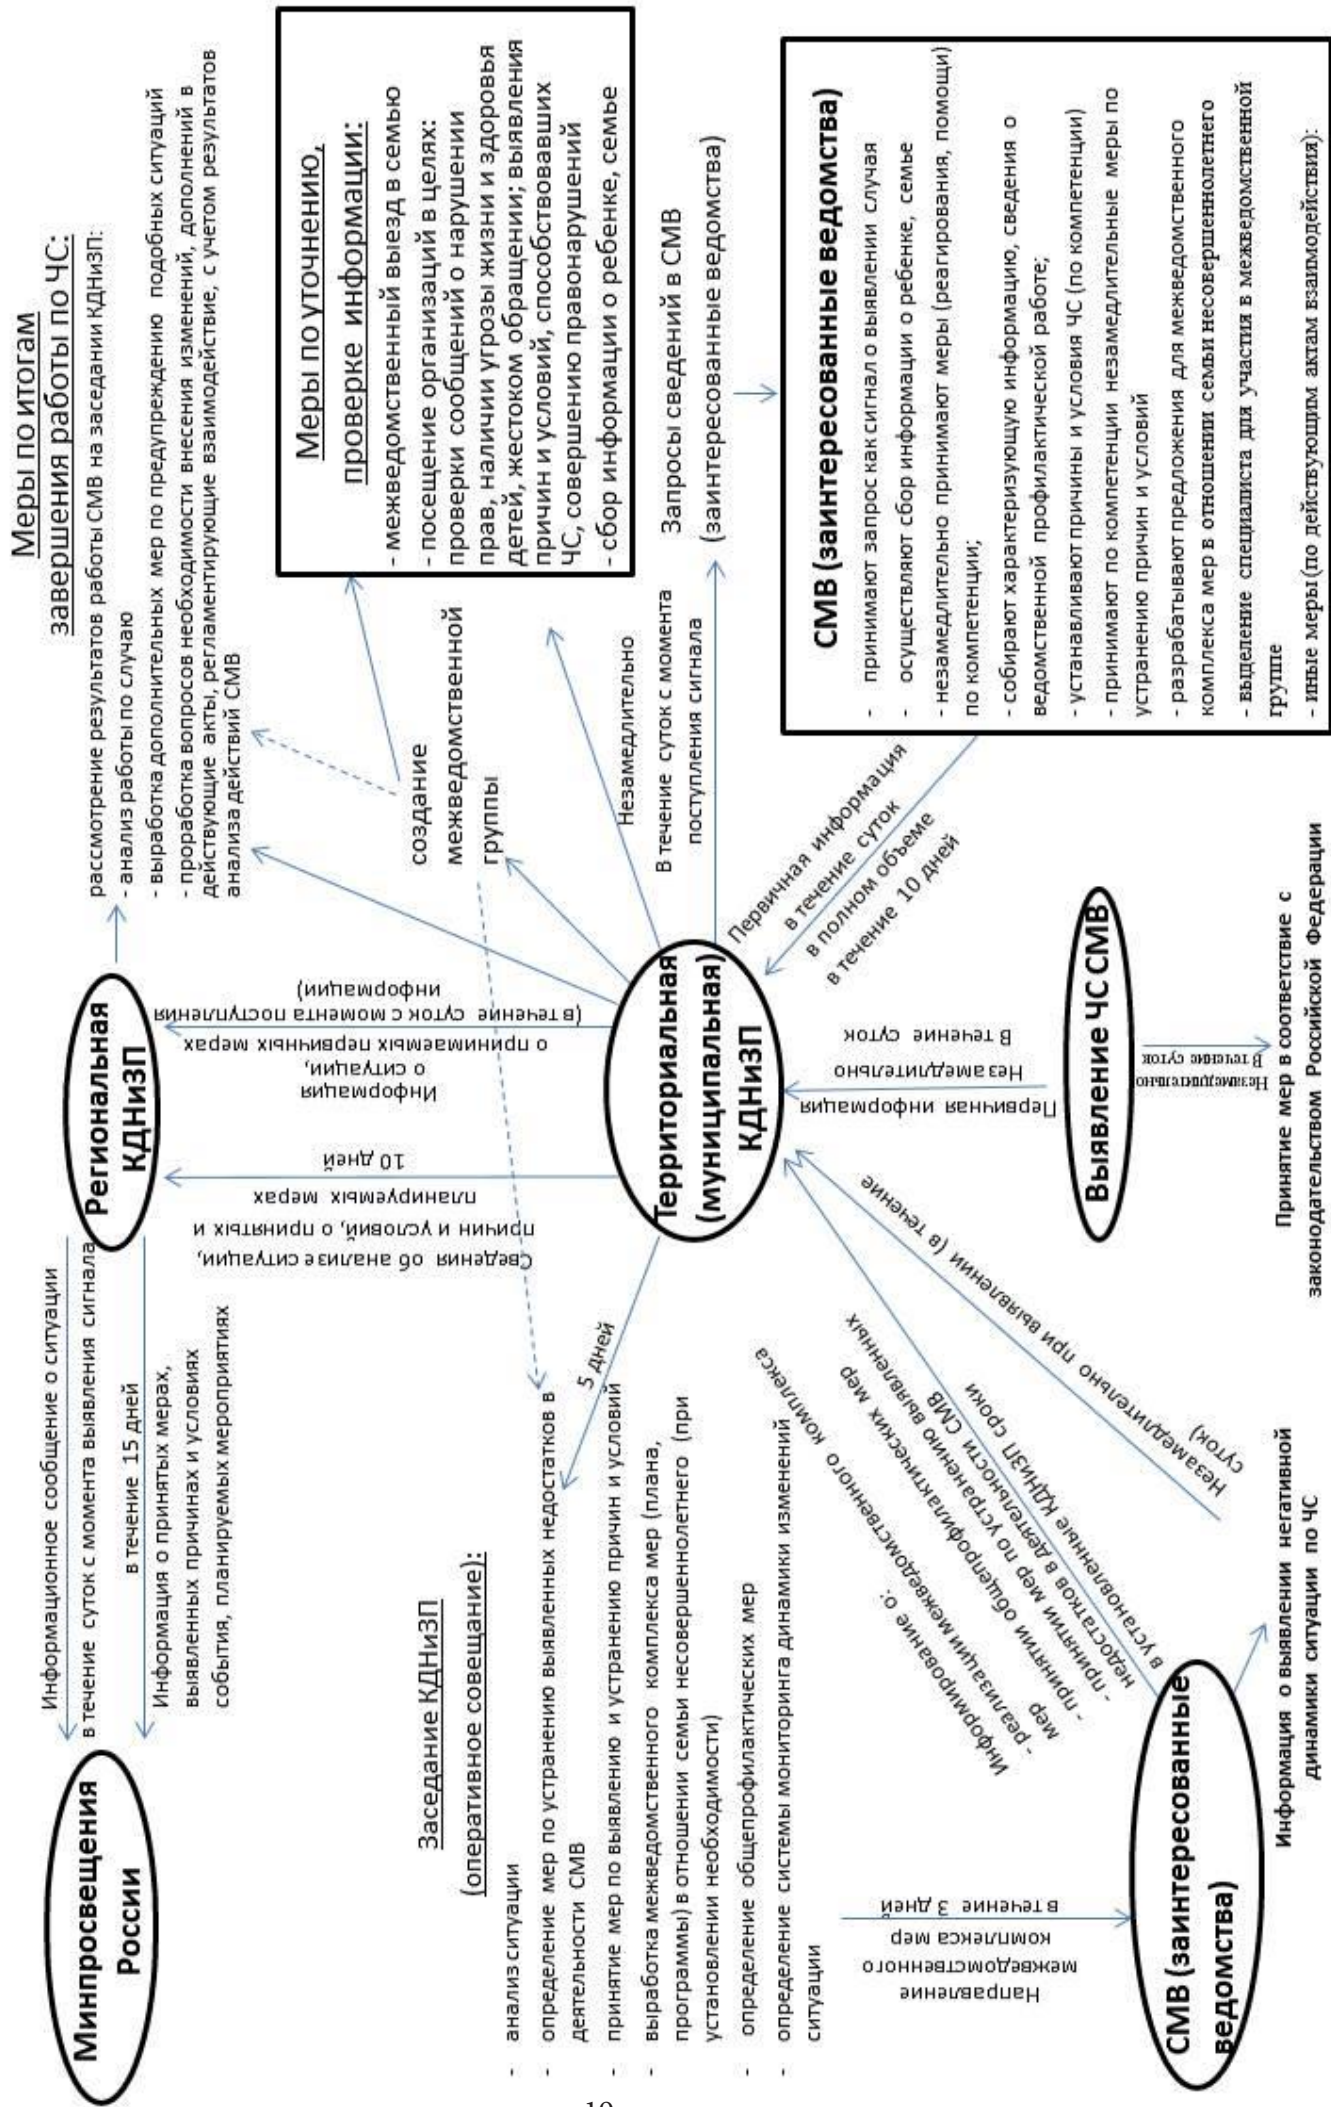 Минпросвещения
России
Информационное сообщение о ситуации
в течение суток с момента выявления сигнала
в течение 15 дней
Информация о принятых мерах,
выявленных причинах и условиях
события, планируемых мероприятиях
Региональная
КДНиЗП
Меры по итогам
завершения работы по ЧС:
рассмотрение результатов работы СМВ на заседании КДНиЗП:
- анализ работы по случаю
- выработка дополнительных мер по предупреждению подобных ситуаций
- проработка вопросов необходимости внесения изменений, дополнений в
действующие акты, регламентирующие взаимодействие, с учетом результатов
анализа действий СМВ
Сведения об анализе ситуации,
причин и условий, о принятых и
планируемых мерах
10 дней
Информация
о ситуации,
о принимаемых первичных мерах
(в течение суток с момента поступления
информации)
создание
межведомственной
группы
Меры по уточнению,
проверке информации:
- межведомственный выезд в семью
- посещение организаций в целях:
проверки сообщений о нарушении
прав, наличии угрозы жизни и здоровья
детей, жестоком обращении; выявления
причин и условий, способствовавших
ЧС, совершению правонарушений
- сбор информации о ребенке, семье
Заседание КДНиЗП
(оперативное совещание):
- анализ ситуации
- определение мер по устранению выявленных недостатков в
деятельности СМВ
- принятие мер по выявлению и устранению причин и условий
- выработка межведомственного комплекса мер (плана,
программы) в отношении семьи несовершеннолетнего (при
установлении необходимости)
- определение общепрофилактических мер
- определение системы мониторинга динамики изменений
ситуации
5 дней
Территориальная
(муниципальная)
КДНиЗП
Незамедлительно
В течение суток с момента
поступления сигнала
Запросы сведений в СМВ
(заинтересованные ведомства)
СМВ (заинтересованные ведомства)
- принимают запрос как сигнал о выявлении случая
- осуществляют сбор информации о ребенке, семье
- незамедлительно принимают меры (реагирования, помощи)
по компетенции;
- собирают характеризующую информацию, сведения о
ведомственной профилактической работе;
- устанавливают причины и условия ЧС (по компетенции)
- принимают по компетенции незамедлительные меры по
устранению причин и условий
- разрабатывают предложения для межведомственного
комплекса мер в отношении семьи несовершеннолетнего
- выделение специалиста для участия в межведомственной
группе
- иные меры (по действующим актам взаимодействия):
Первичная информация
в течение суток
в полном объеме
в течение 10 дней
Первичная информация
Незамедлительно
В течение суток
Выявление ЧС СМВ
Незамедлительно
В течение суток
Принятие мер в соответствие с
законодательством Российской Федерации
Направление
межведомственного
комплекса мер
в течение 3 дней
СМВ (заинтересованные
ведомства)
Информирование о:
- реализации межведомственного комплекса
мер
- принятии общепрофилактических мер
- принятии мер по устранению выявленных
недостатков в деятельности СМВ
в установленные КДНиЗП сроки
Незамедлительно при выявлении (в течение
суток)
Информация о выявлении негативной
динамики ситуации по ЧС